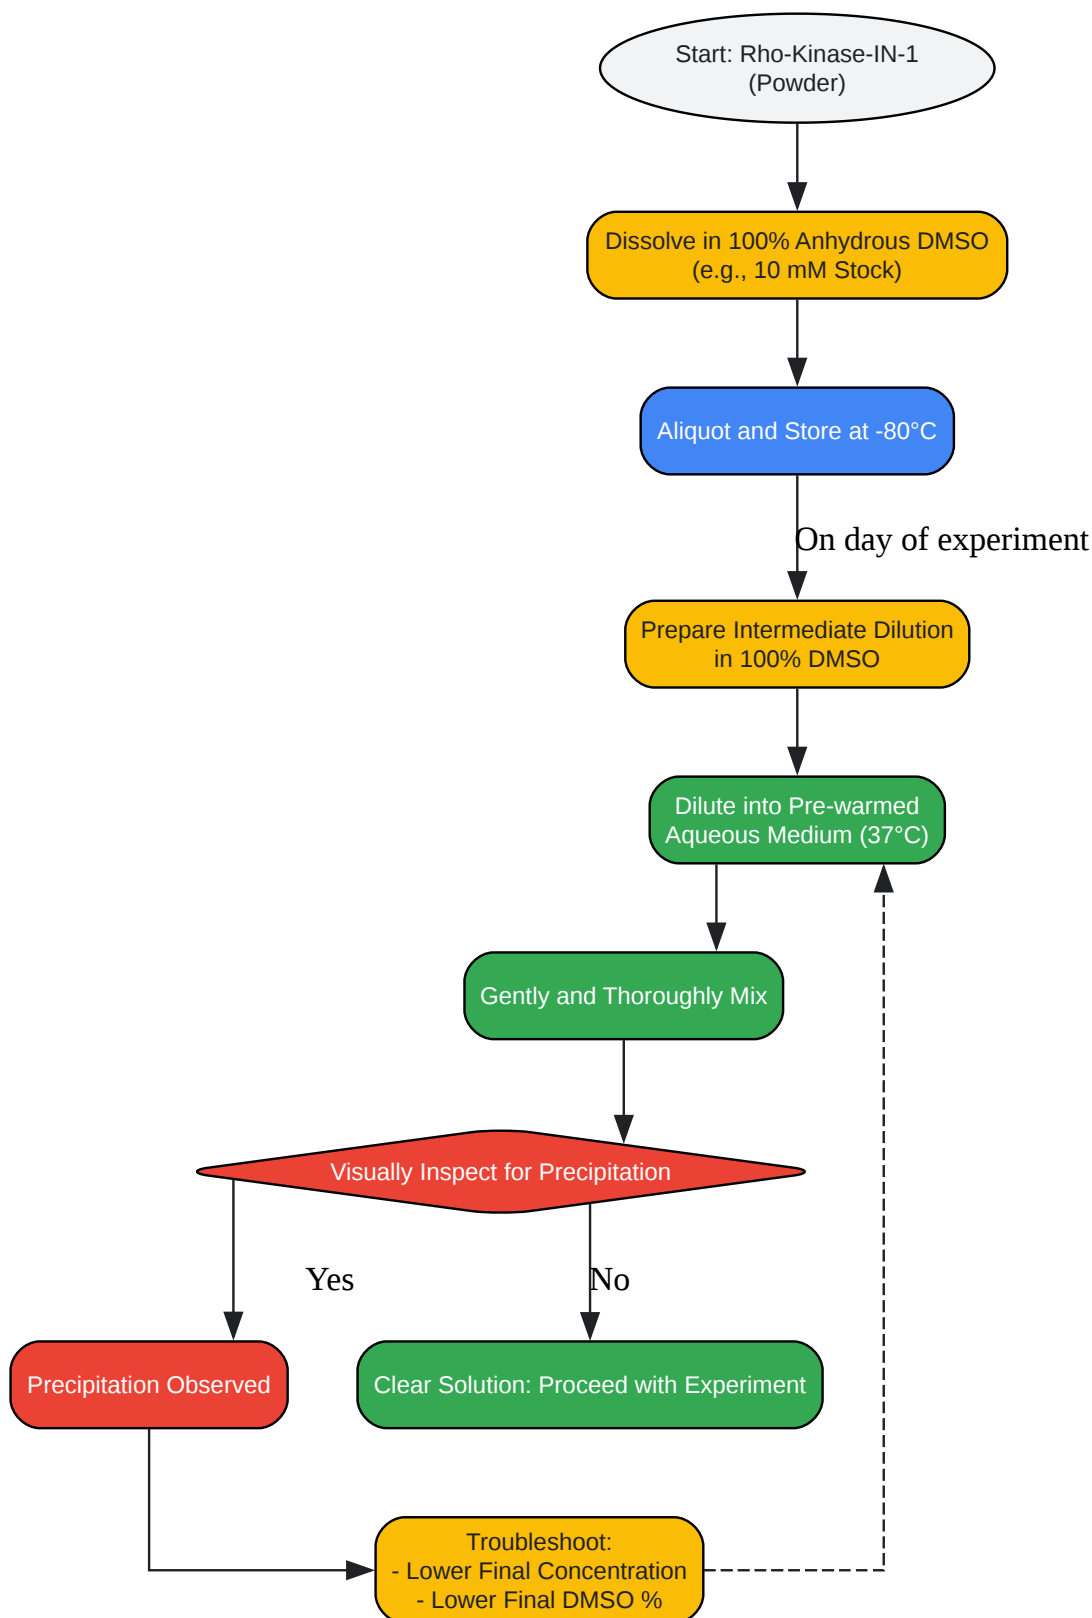 Start: Rho-Kinase-IN-1
(Powder)
Dissolve in 100% Anhydrous DMSO
(e.g., 10 mM Stock)
Aliquot and Store at -80°C
On day of experiment
Prepare Intermediate Dilution
in 100% DMSO
Dilute into Pre-warmed
Aqueous Medium (37°C)
Gently and Thoroughly Mix
Visually Inspect for Precipitation
Yes
No
Precipitation Observed
Clear Solution: Proceed with Experiment
Troubleshoot:
- Lower Final Concentration
- Lower Final DMSO %